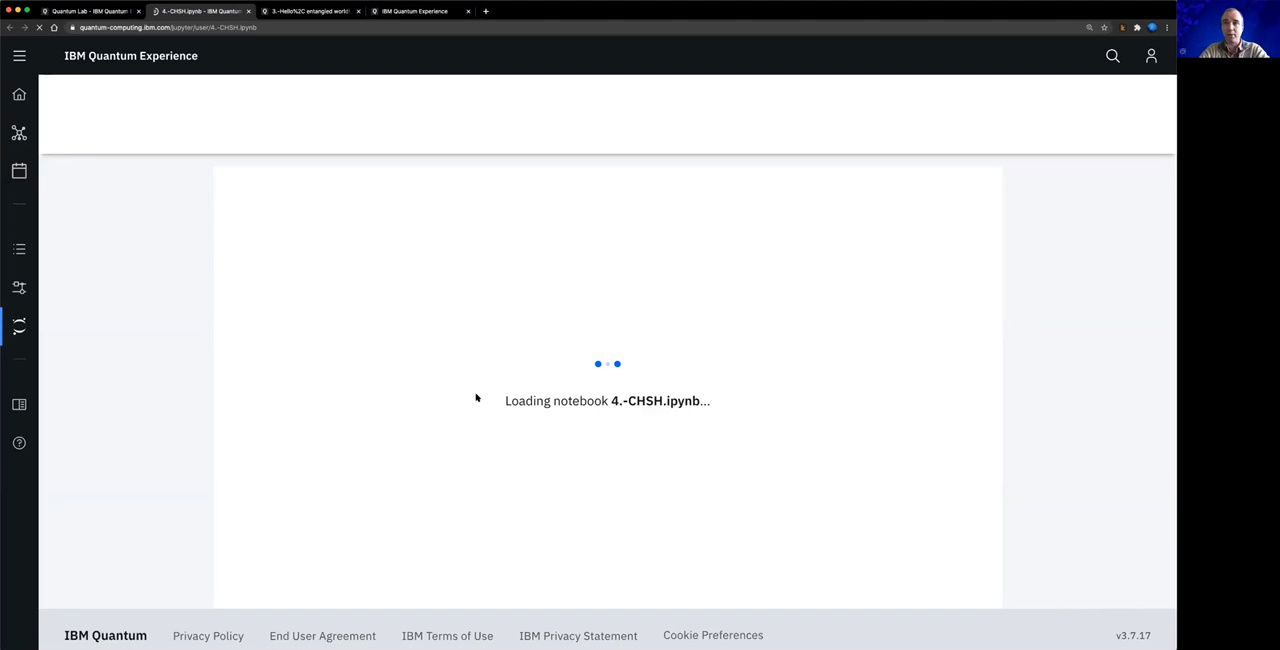 Quantum Lab - IBM Quantum
4.-CHSH.ipynb - IBM Quantum
3.-Hello%2C entangled world!
IBM Quantum Experience
quantum-computing.ibm.com/jupyter/user/4.-CHSH.ipynb
IBM Quantum Experience
Loading notebook 4.-CHSH.ipynb...
IBM Quantum
Privacy Policy
End User Agreement
IBM Terms of Use
IBM Privacy Statement
Cookie Preferences
v3.7.17